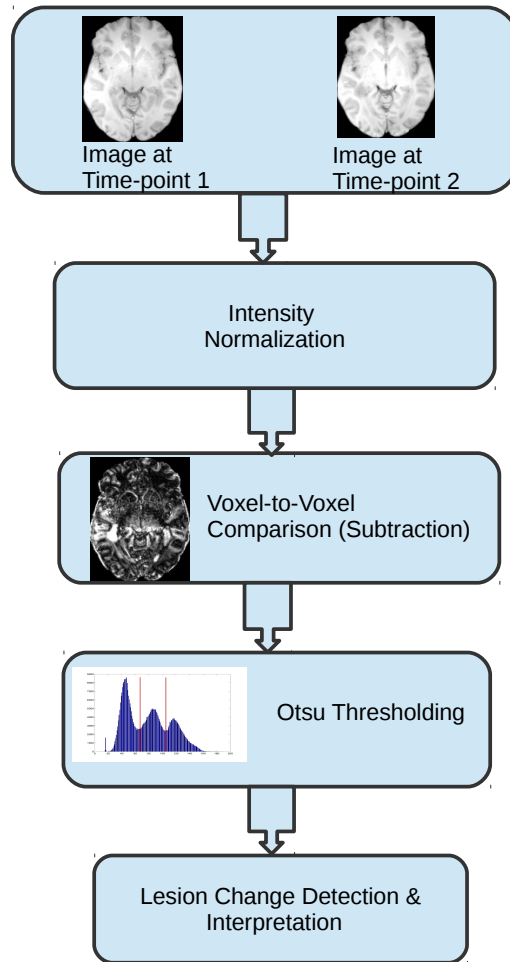 Image at
Time-point 1
Image at
Time-point 2
Intensity
Normalization
Voxel-to-Voxel
Comparison (Subtraction)
Otsu Thresholding
Lesion Change Detection &
Interpretation